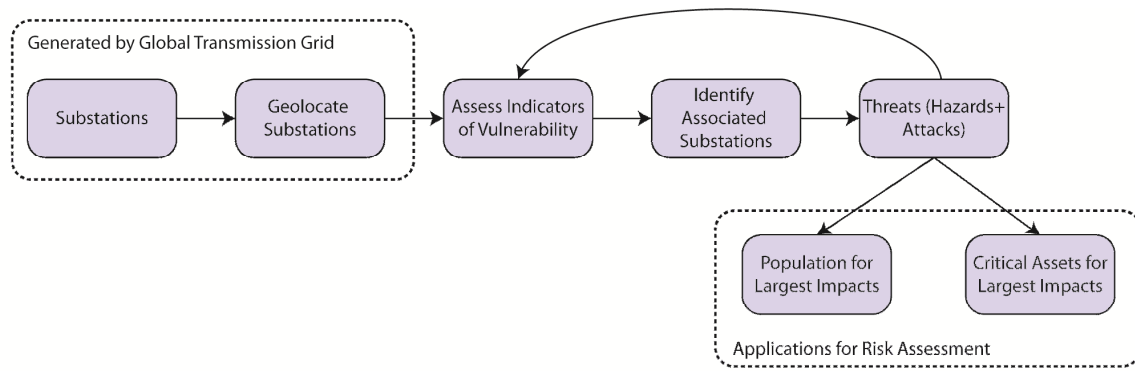 Generated by Global Transmission Grid
Substations
Geolocate
Substations
Assess Indicators
of Vulnerability
Identify
Associated
Substations
Threats (Hazards+
Attacks)
Population for
Largest Impacts
Critical Assets for
Largest Impacts
Applications for Risk Assessment